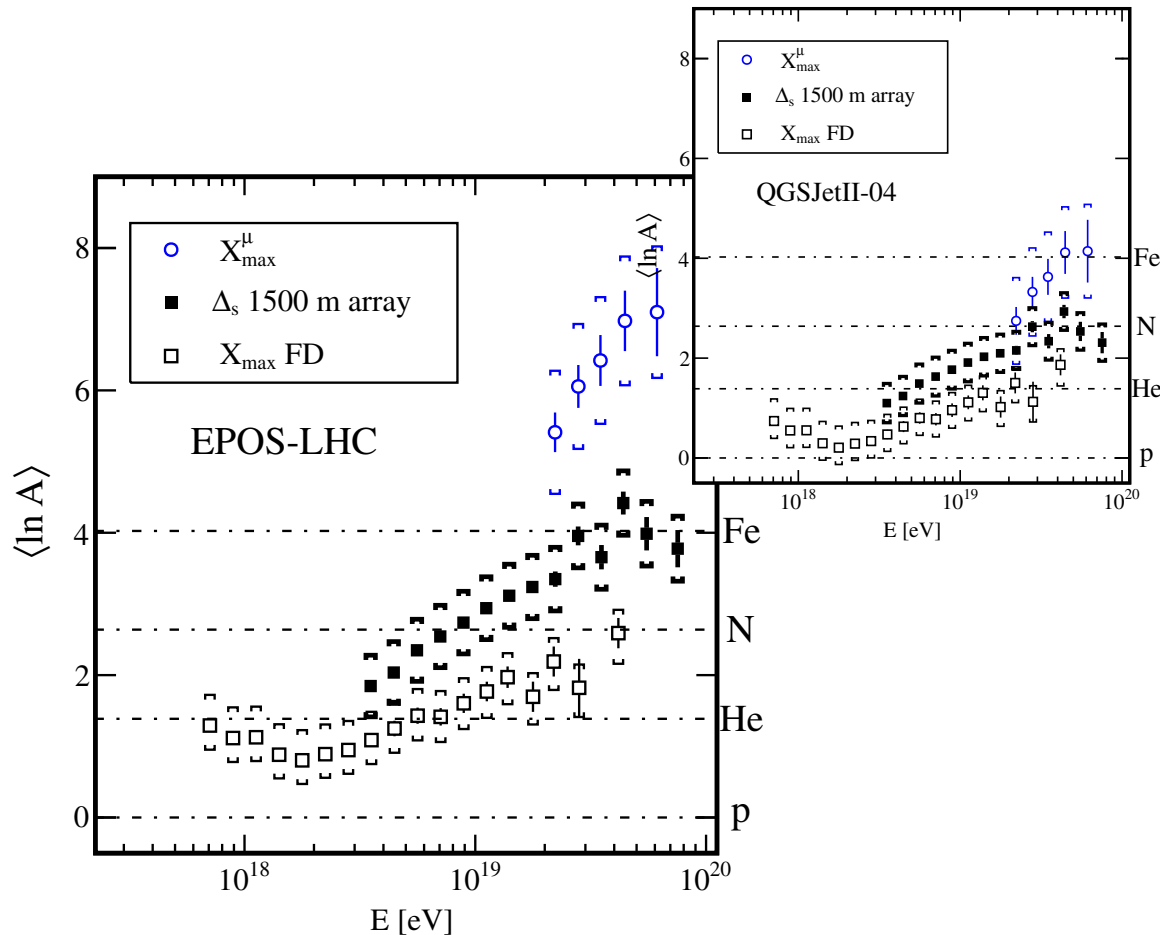 8
6
4
2
0
⟨ln A⟩
X^μ_max
Δ_s 1500 m array
X_max FD
EPOS-LHC
Fe
N
He
p
10^18
10^19
10^20
E [eV]
8
6
4
2
0
⟨ln A⟩
X^μ_max
Δ_s 1500 m array
X_max FD
QGSJetII-04
Fe
N
He
p
10^18
10^19
10^20
E [eV]